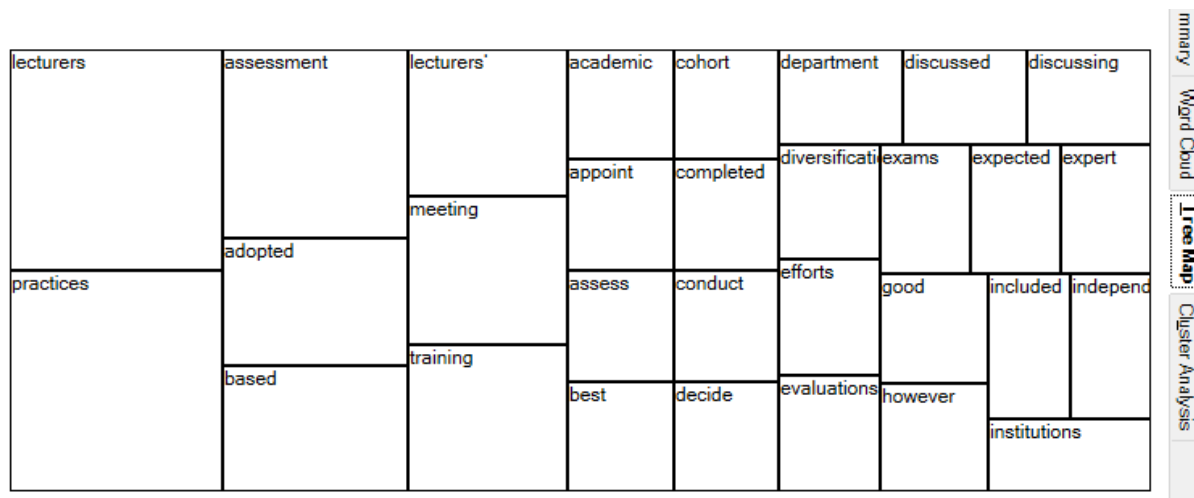 lecturers
practices
assessment
adopted
based
lecturers'
meeting
training
academic
appoint
assess
best
cohort
completed
conduct
decide
department
discussed
discussing
diversificati
exams
expected
expert
efforts
evaluations
good
however
included
independ
institutions
mmary
Word Cloud
Tree Map
Cluster Analysis